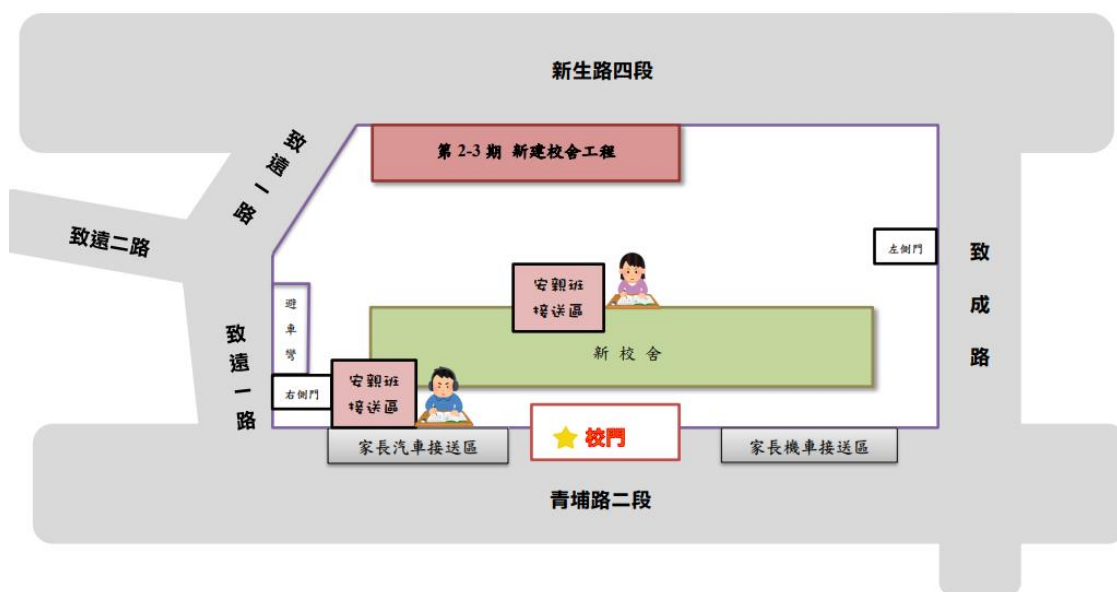 新生路四段
致遠一路
第 2-3 期 新建校舍工程
致遠二路
左側門
致成路
安親班
接送區
避車彎
新校舍
致遠一路
右側門
安親班
接送區
校門
家長汽車接送區
家長機車接送區
青埔路二段